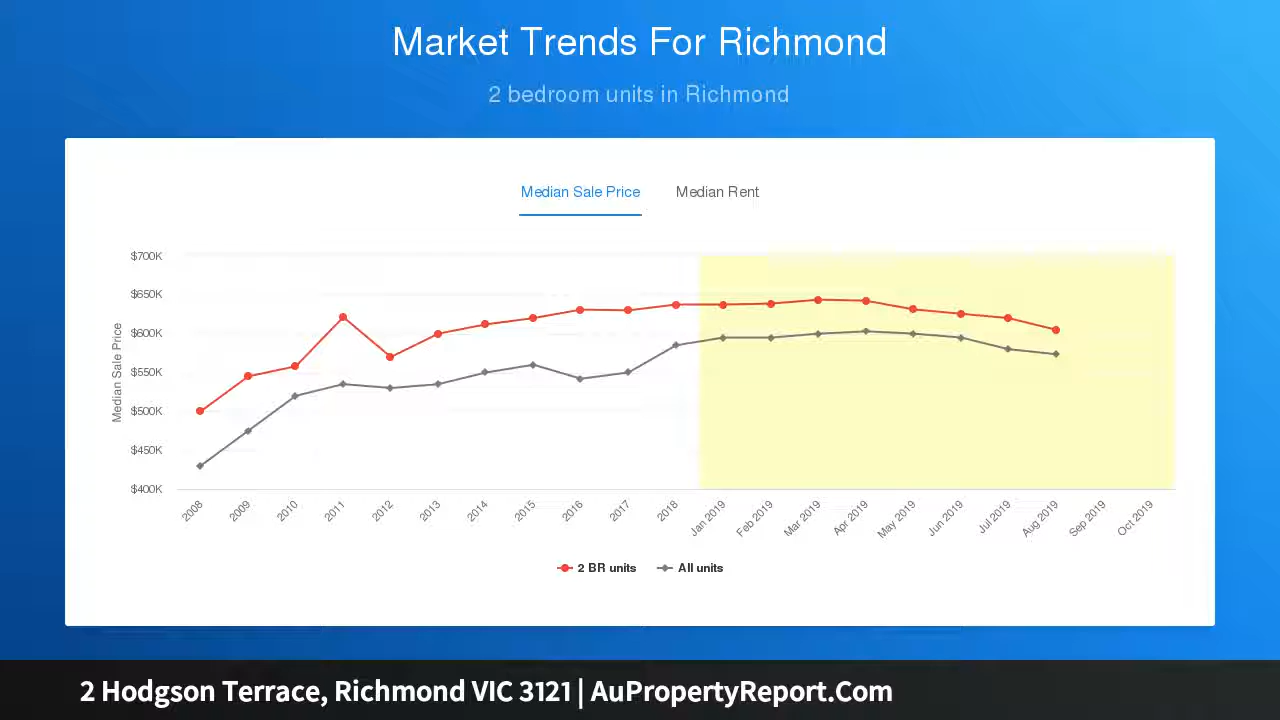 Market Trends For Richmond
2 bedroom units in Richmond
Median Sale Price Median Rent
Median Sale Price
$700K
$650K
$600K
$550K
$500K
$450K
$400K
2008 2009 2010 2011 2012 2013 2014 2015 2016 2017 2018 Jan 2019 Feb 2019 Mar 2019 Apr 2019 May 2019 Jun 2019 Jul 2019 Aug 2019 Sep 2019 Oct 2019
2 BR units All units
2 Hodgson Terrace, Richmond VIC 3121 | AuPropertyReport.Com